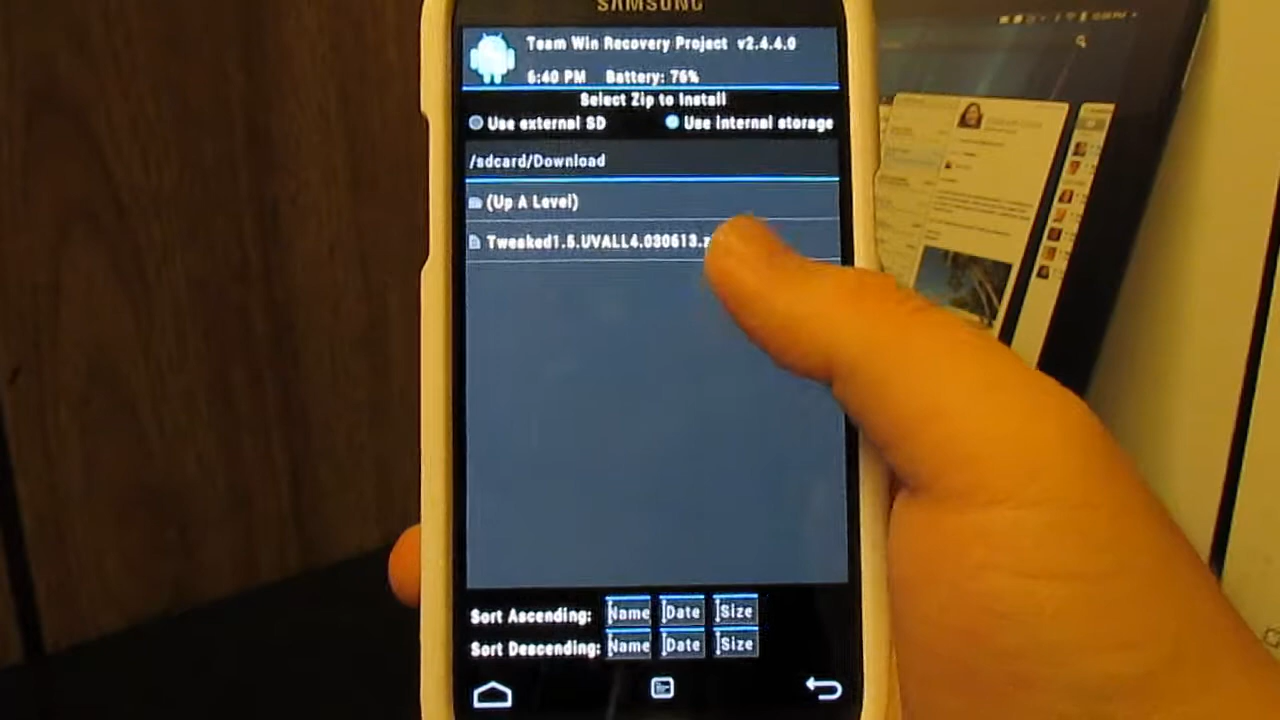 SAMSUNG
Team Win Recovery Project v2.4.4.0
6:40 PM Battery: 76%
Select Zip to Install
Use external SD Use internal storage
/sdcard/Download
(Up A Level)
Tweaked1.5.UVALL4.030613.z
Sort Ascending: Name Date Size
Sort Descending: Name Date Size